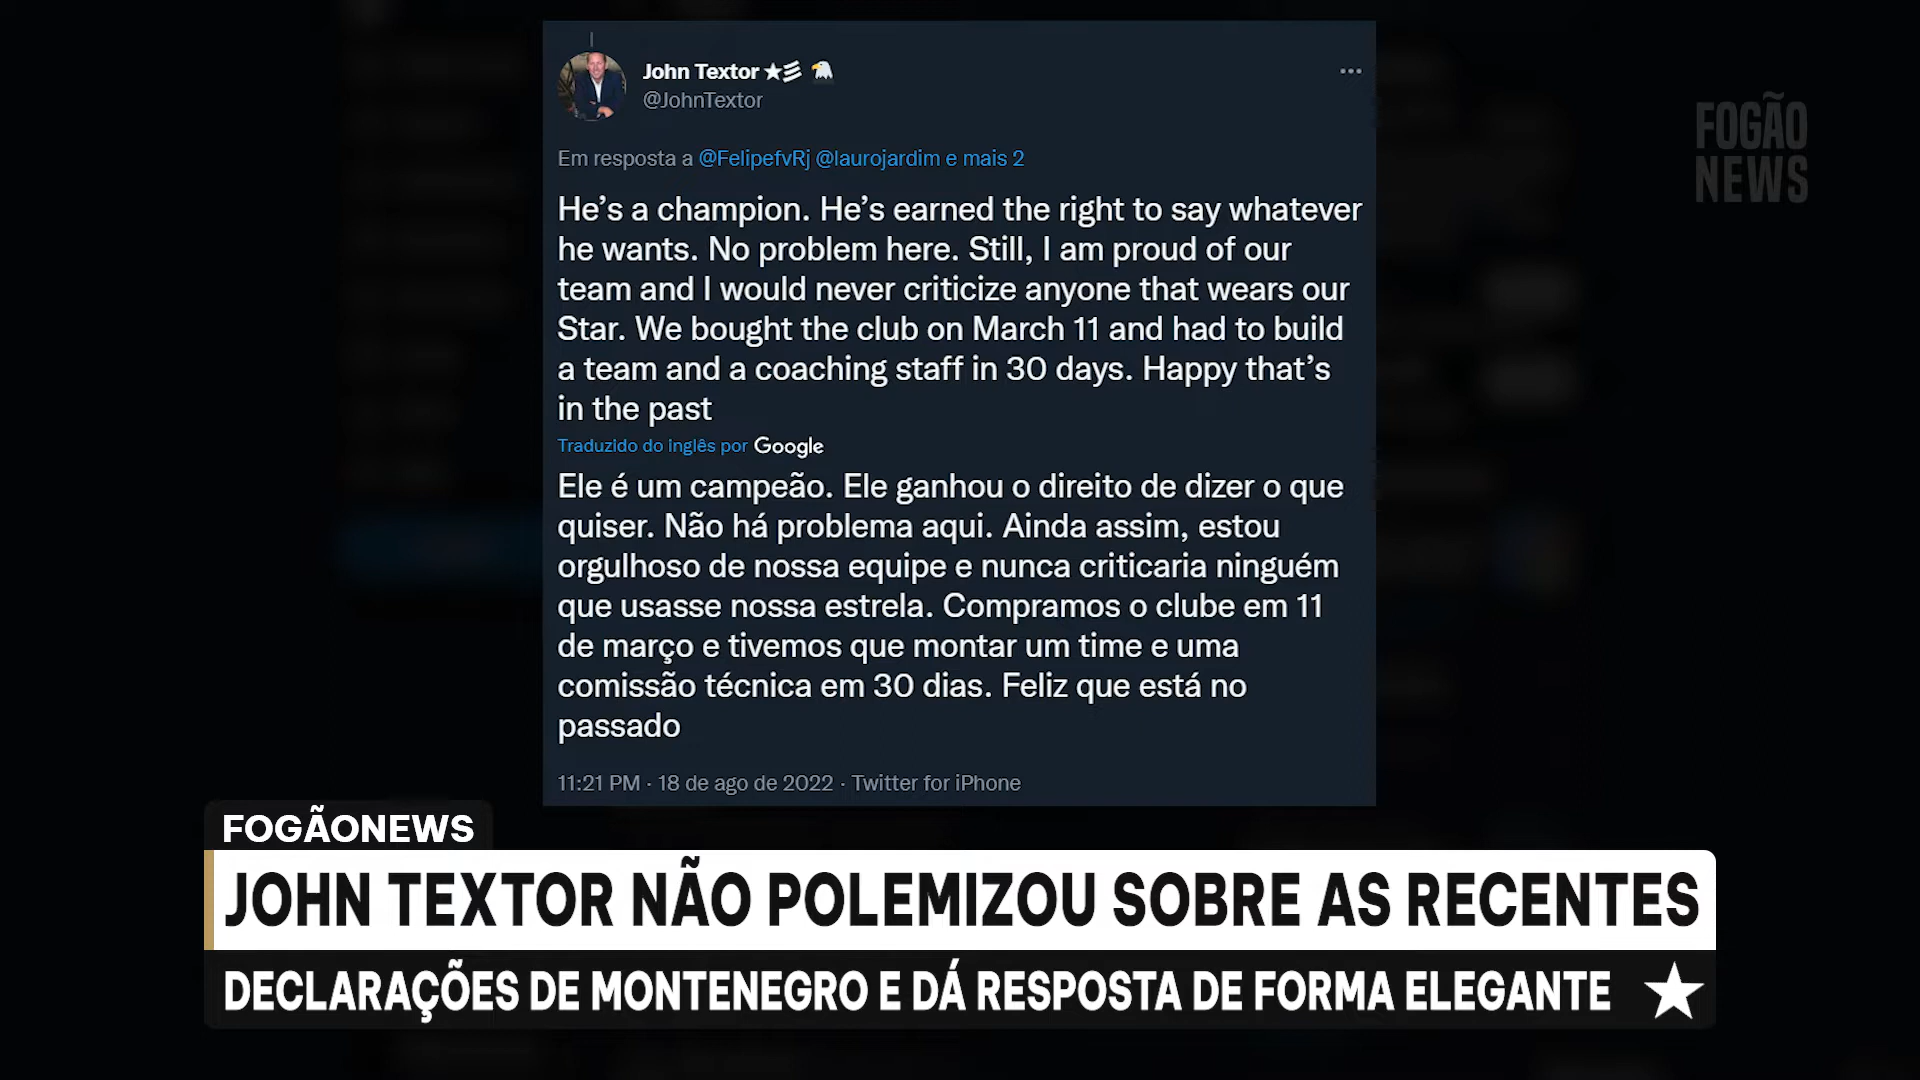 John Textor
@JohnTextor
Em resposta a @FelipefvRj @laurojardim e mais 2
FOGÃO
NEWS
He’s a champion. He’s earned the right to say whatever
he wants. No problem here. Still, I am proud of our
team and I would never criticize anyone that wears our
Star. We bought the club on March 11 and had to build
a team and a coaching staff in 30 days. Happy that’s
in the past
Traduzido do inglês por Google
Ele é um campeão. Ele ganhou o direito de dizer o que
quiser. Não há problema aqui. Ainda assim, estou
orgulhoso de nossa equipe e nunca criticaria ninguém
que usasse nossa estrela. Compramos o clube em 11
de março e tivemos que montar um time e uma
comissão técnica em 30 dias. Feliz que está no
passado
11:21 PM · 18 de ago de 2022 · Twitter for iPhone
FOGÃONEWS
JOHN TEXTOR NÃO POLEMIZOU SOBRE AS RECENTES
DECLARAÇÕES DE MONTENEGRO E DÁ RESPOSTA DE FORMA ELEGANTE